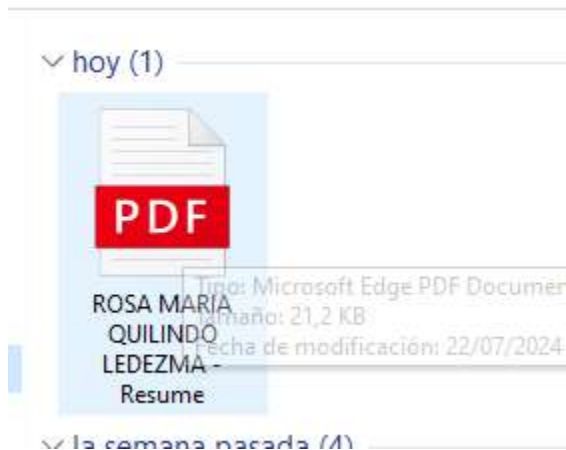 hoy (1)
PDF
ROSA MARIA
QUILINDO
LEDEZMA -
Resume
Tipo: Microsoft Edge PDF Documen
Tamaño: 21,2 KB
Fecha de modificación: 22/07/2024
la semana pasada (4)